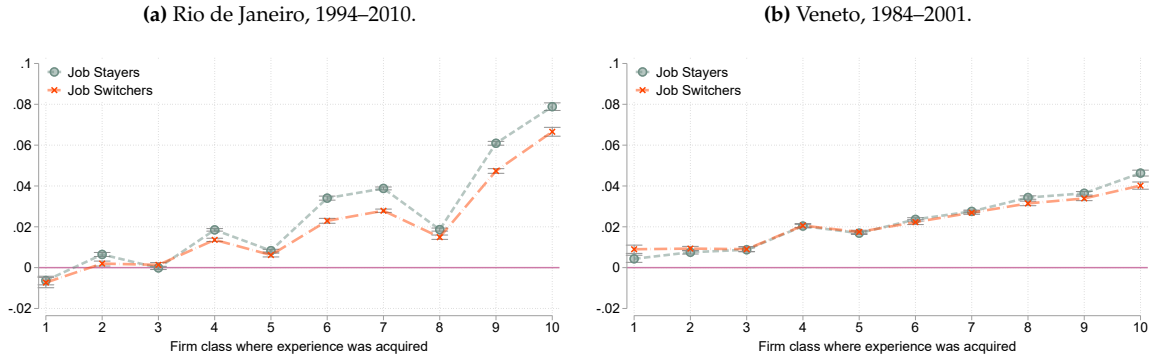 (a) Rio de Janeiro, 1994–2010.
.1
.08
.06
.04
.02
0
-.02
Job Stayers
Job Switchers
1 2 3 4 5 6 7 8 9 10
Firm class where experience was acquired
(b) Veneto, 1984–2001.
.1
.08
.06
.04
.02
0
-.02
Job Stayers
Job Switchers
1 2 3 4 5 6 7 8 9 10
Firm class where experience was acquired